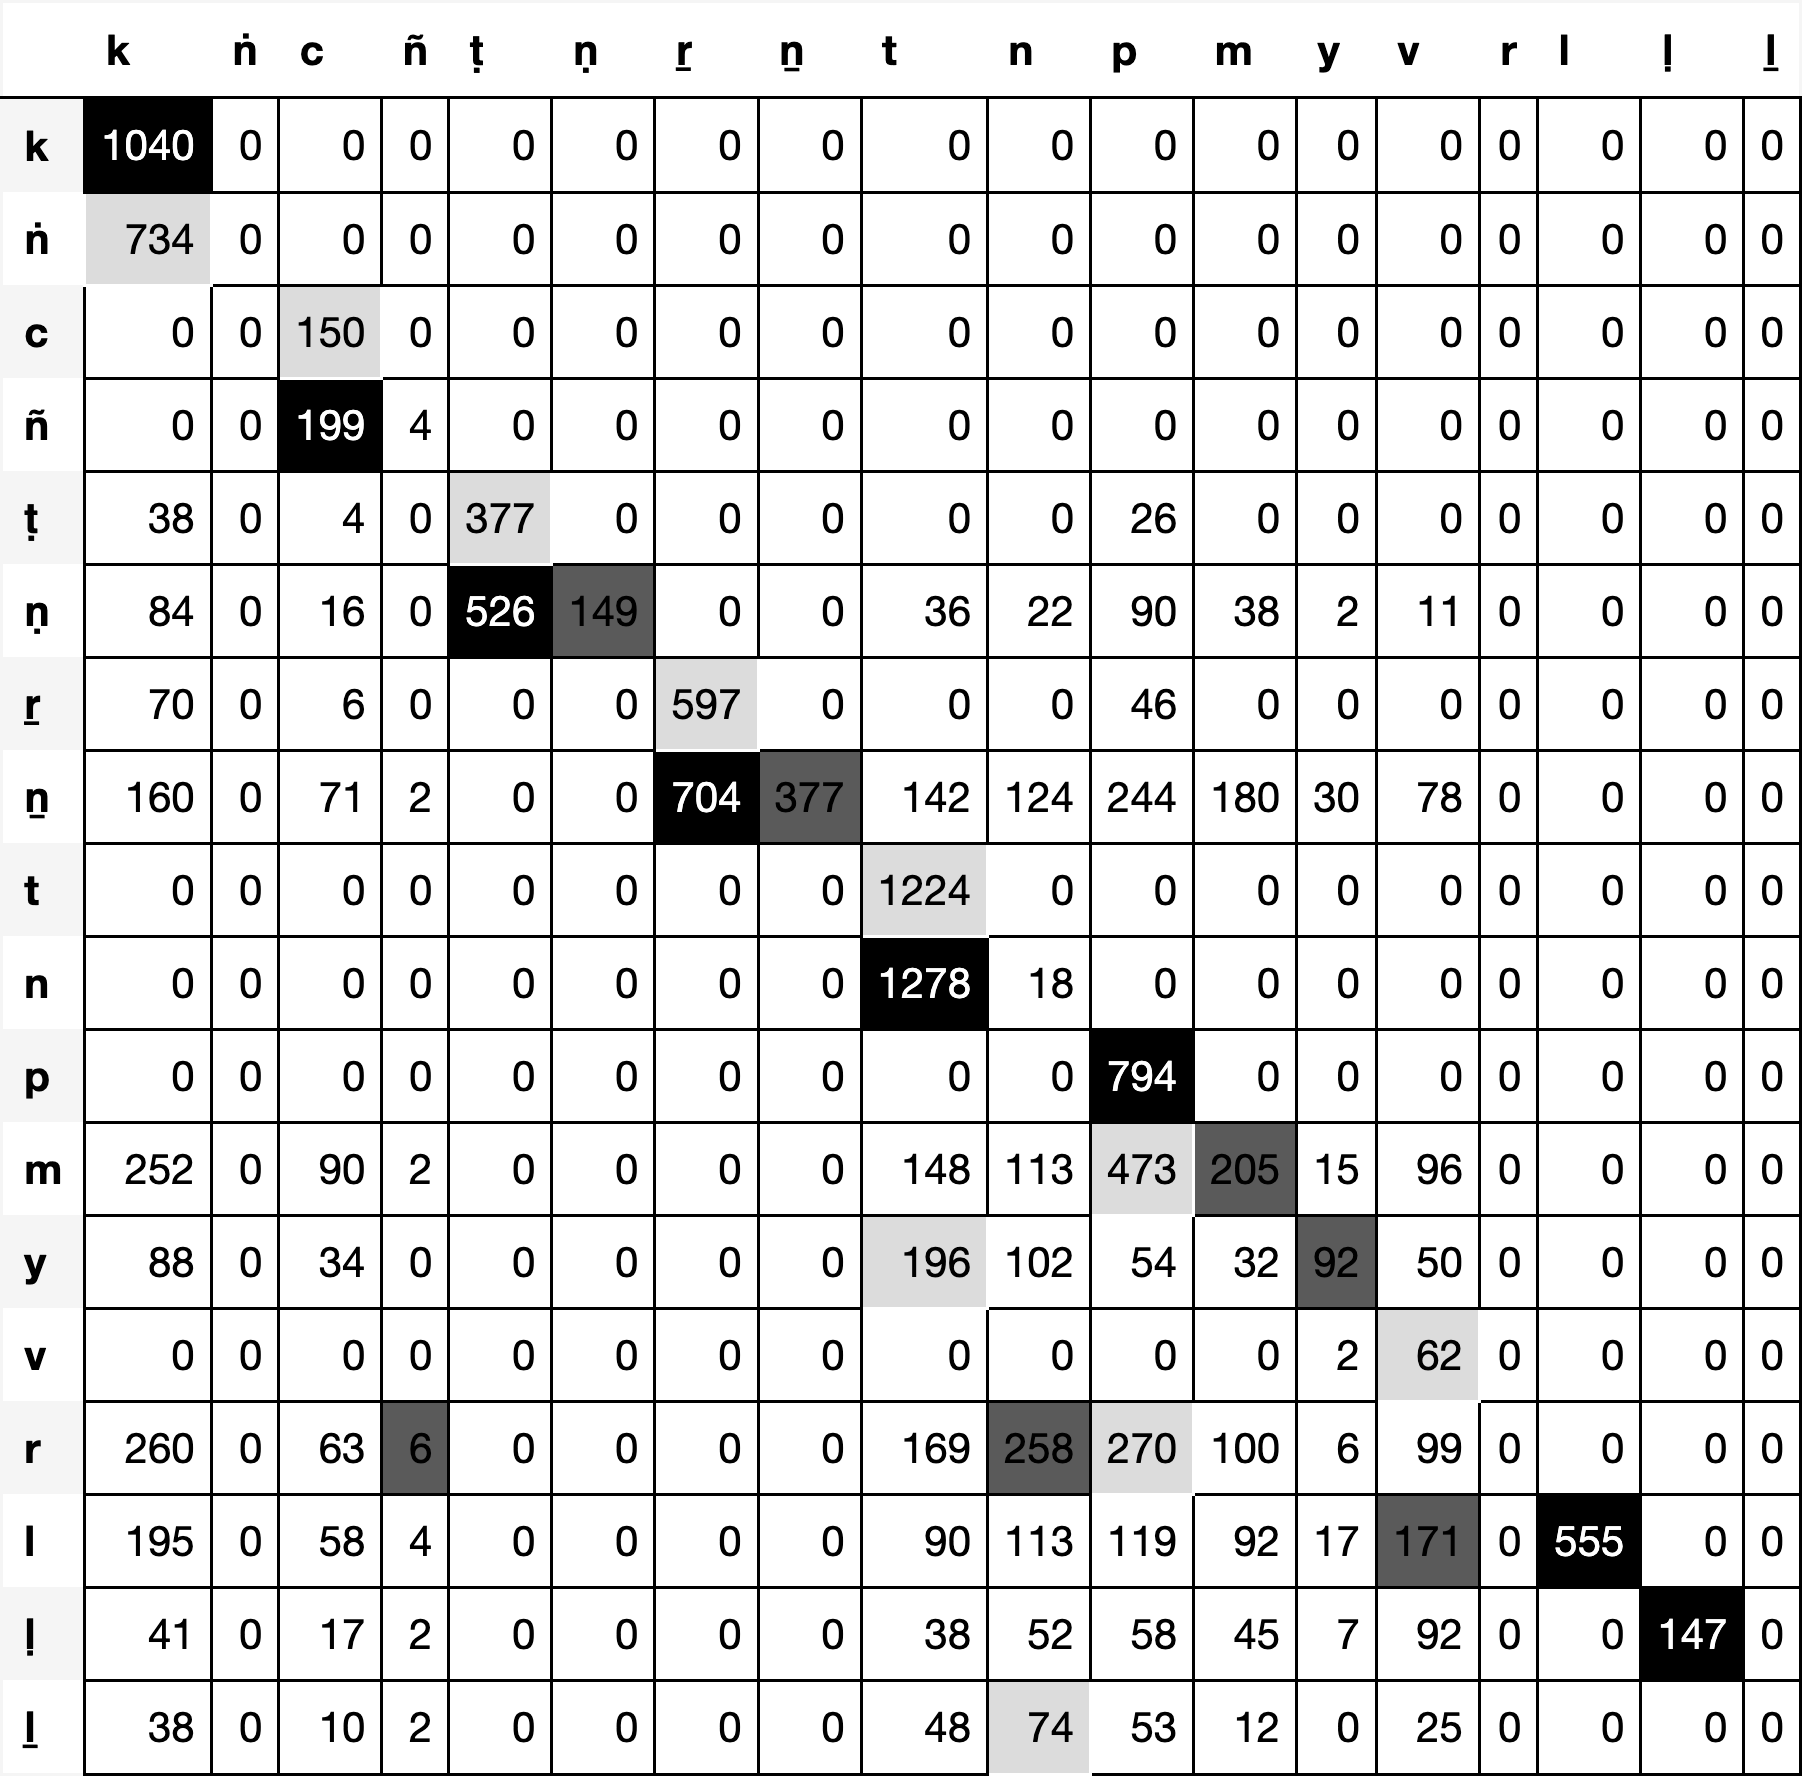 k ṅ c ñ ṭ ṇ ṟ ṉ t n p m y v r l ḷ ḻ
k 1040 0 0 0 0 0 0 0 0 0 0 0 0 0 0 0 0 0
ṅ 734 0 0 0 0 0 0 0 0 0 0 0 0 0 0 0 0 0
c 0 0 150 0 0 0 0 0 0 0 0 0 0 0 0 0 0 0
ñ 0 0 199 4 0 0 0 0 0 0 0 0 0 0 0 0 0 0
ṭ 38 0 4 0 377 0 0 0 0 0 26 0 0 0 0 0 0 0
ṇ 84 0 16 0 526 149 0 0 36 22 90 38 2 11 0 0 0 0
ṟ 70 0 6 0 0 0 597 0 0 0 46 0 0 0 0 0 0 0
ṉ 160 0 71 2 0 0 704 377 142 124 244 180 30 78 0 0 0 0
t 0 0 0 0 0 0 0 0 1224 0 0 0 0 0 0 0 0 0
n 0 0 0 0 0 0 0 0 1278 18 0 0 0 0 0 0 0 0
p 0 0 0 0 0 0 0 0 0 0 794 0 0 0 0 0 0 0
m 252 0 90 2 0 0 0 0 148 113 473 205 15 96 0 0 0 0
y 88 0 34 0 0 0 0 0 196 102 54 32 92 50 0 0 0 0
v 0 0 0 0 0 0 0 0 0 0 0 0 2 62 0 0 0 0
r 260 0 63 6 0 0 0 0 169 258 270 100 6 99 0 0 0 0
l 195 0 58 4 0 0 0 0 90 113 119 92 17 171 0 555 0 0
ḷ 41 0 17 2 0 0 0 0 38 52 58 45 7 92 0 0 147 0
ḻ 38 0 10 2 0 0 0 0 48 74 53 12 0 25 0 0 0 0